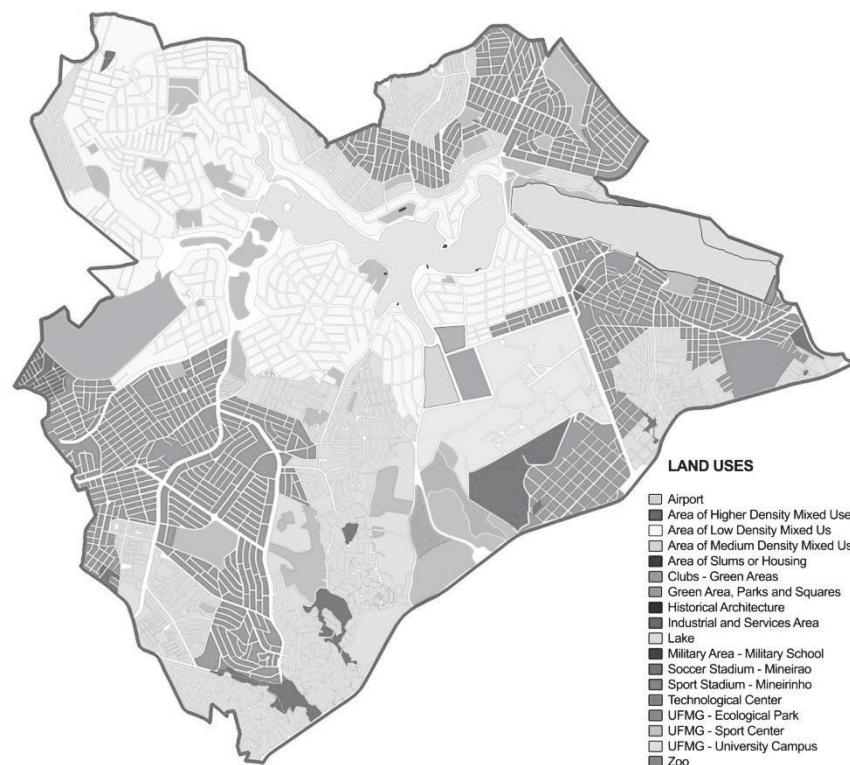 LAND USES
Airport
Area of Higher Density Mixed Use
Area of Low Density Mixed Us
Area of Medium Density Mixed Us
Area of Slums or Housing
Clubs - Green Areas
Green Area, Parks and Squares
Historical Architecture
Industrial and Services Area
Lake
Military Area - Military School
Soccer Stadium - Mineirao
Sport Stadium - Mineirinho
Technological Center
UFMG - Ecological Park
UFMG - Sport Center
UFMG - University Campus
Zoo